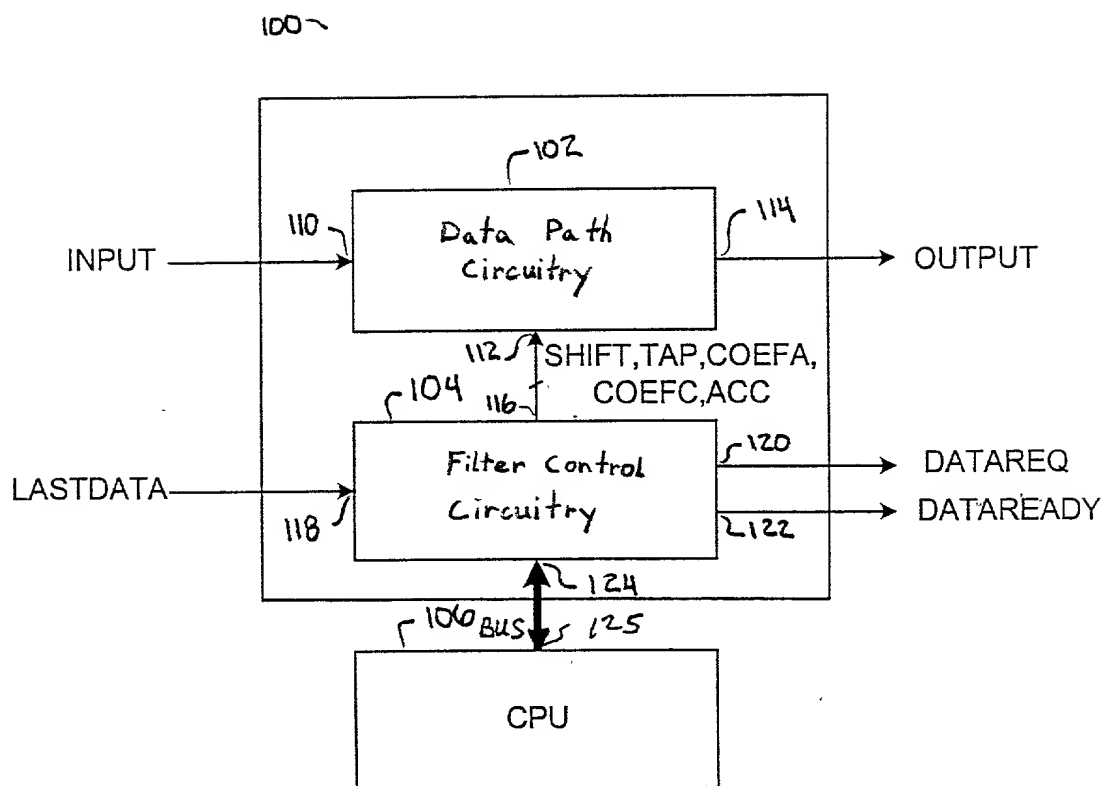 100
102
110
Data Path
Circuitry
114
INPUT
OUTPUT
112
SHIFT,TAP,COEFA,
COEFC,ACC
104
116
120
Filter Control
Circuitry
DATAREQ
LASTDATA
118
122
DATAREADY
124
106
BUS
125
CPU